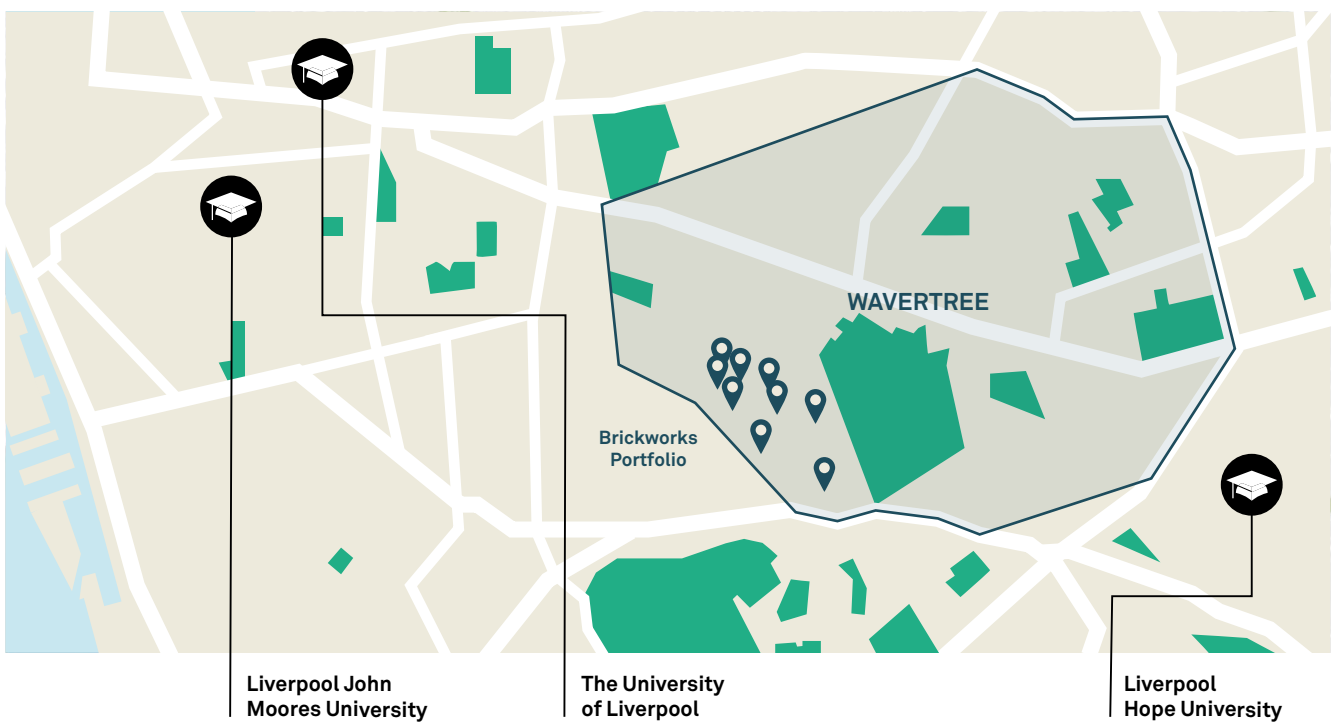 WAVERTREE
Brickworks
Portfolio
Liverpool John
Moores University
The University
of Liverpool
Liverpool
Hope University